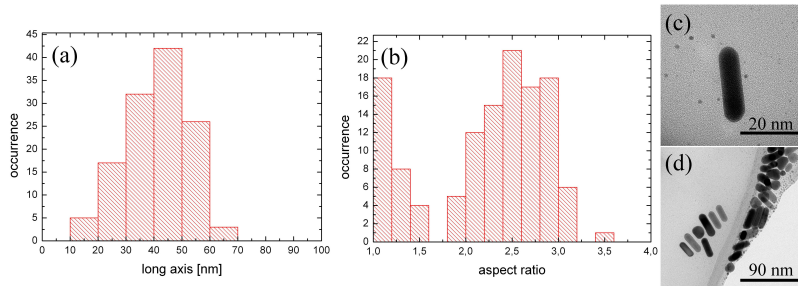 (a)
occurrence
45
40
35
30
25
20
15
10
5
0
0 10 20 30 40 50 60 70 80 90 100
long axis [nm]
(b)
occurrence
22
20
18
16
14
12
10
8
6
4
2
0
1,0 1,5 2,0 2,5 3,0 3,5 4,0
aspect ratio
(c)
20 nm
(d)
90 nm